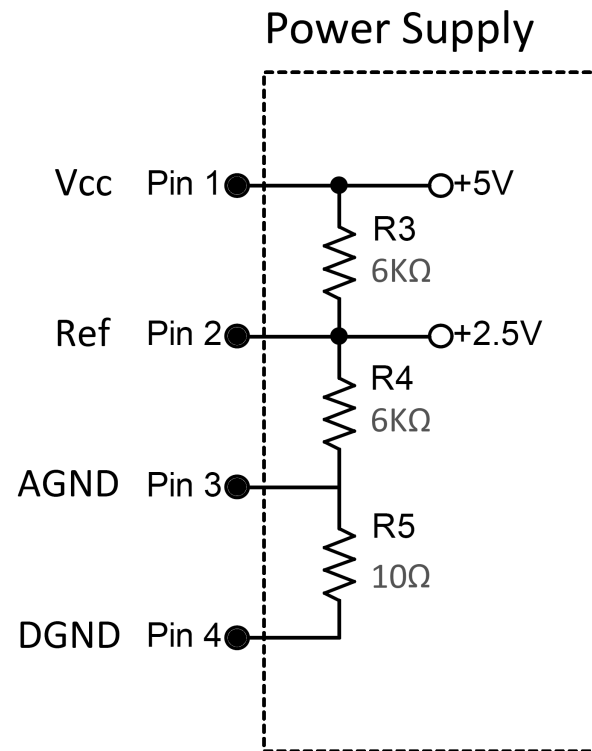 Power Supply
Vcc Pin 1 +5V
R3
6KΩ
Ref Pin 2 +2.5V
R4
6KΩ
AGND Pin 3
R5
10Ω
DGND Pin 4